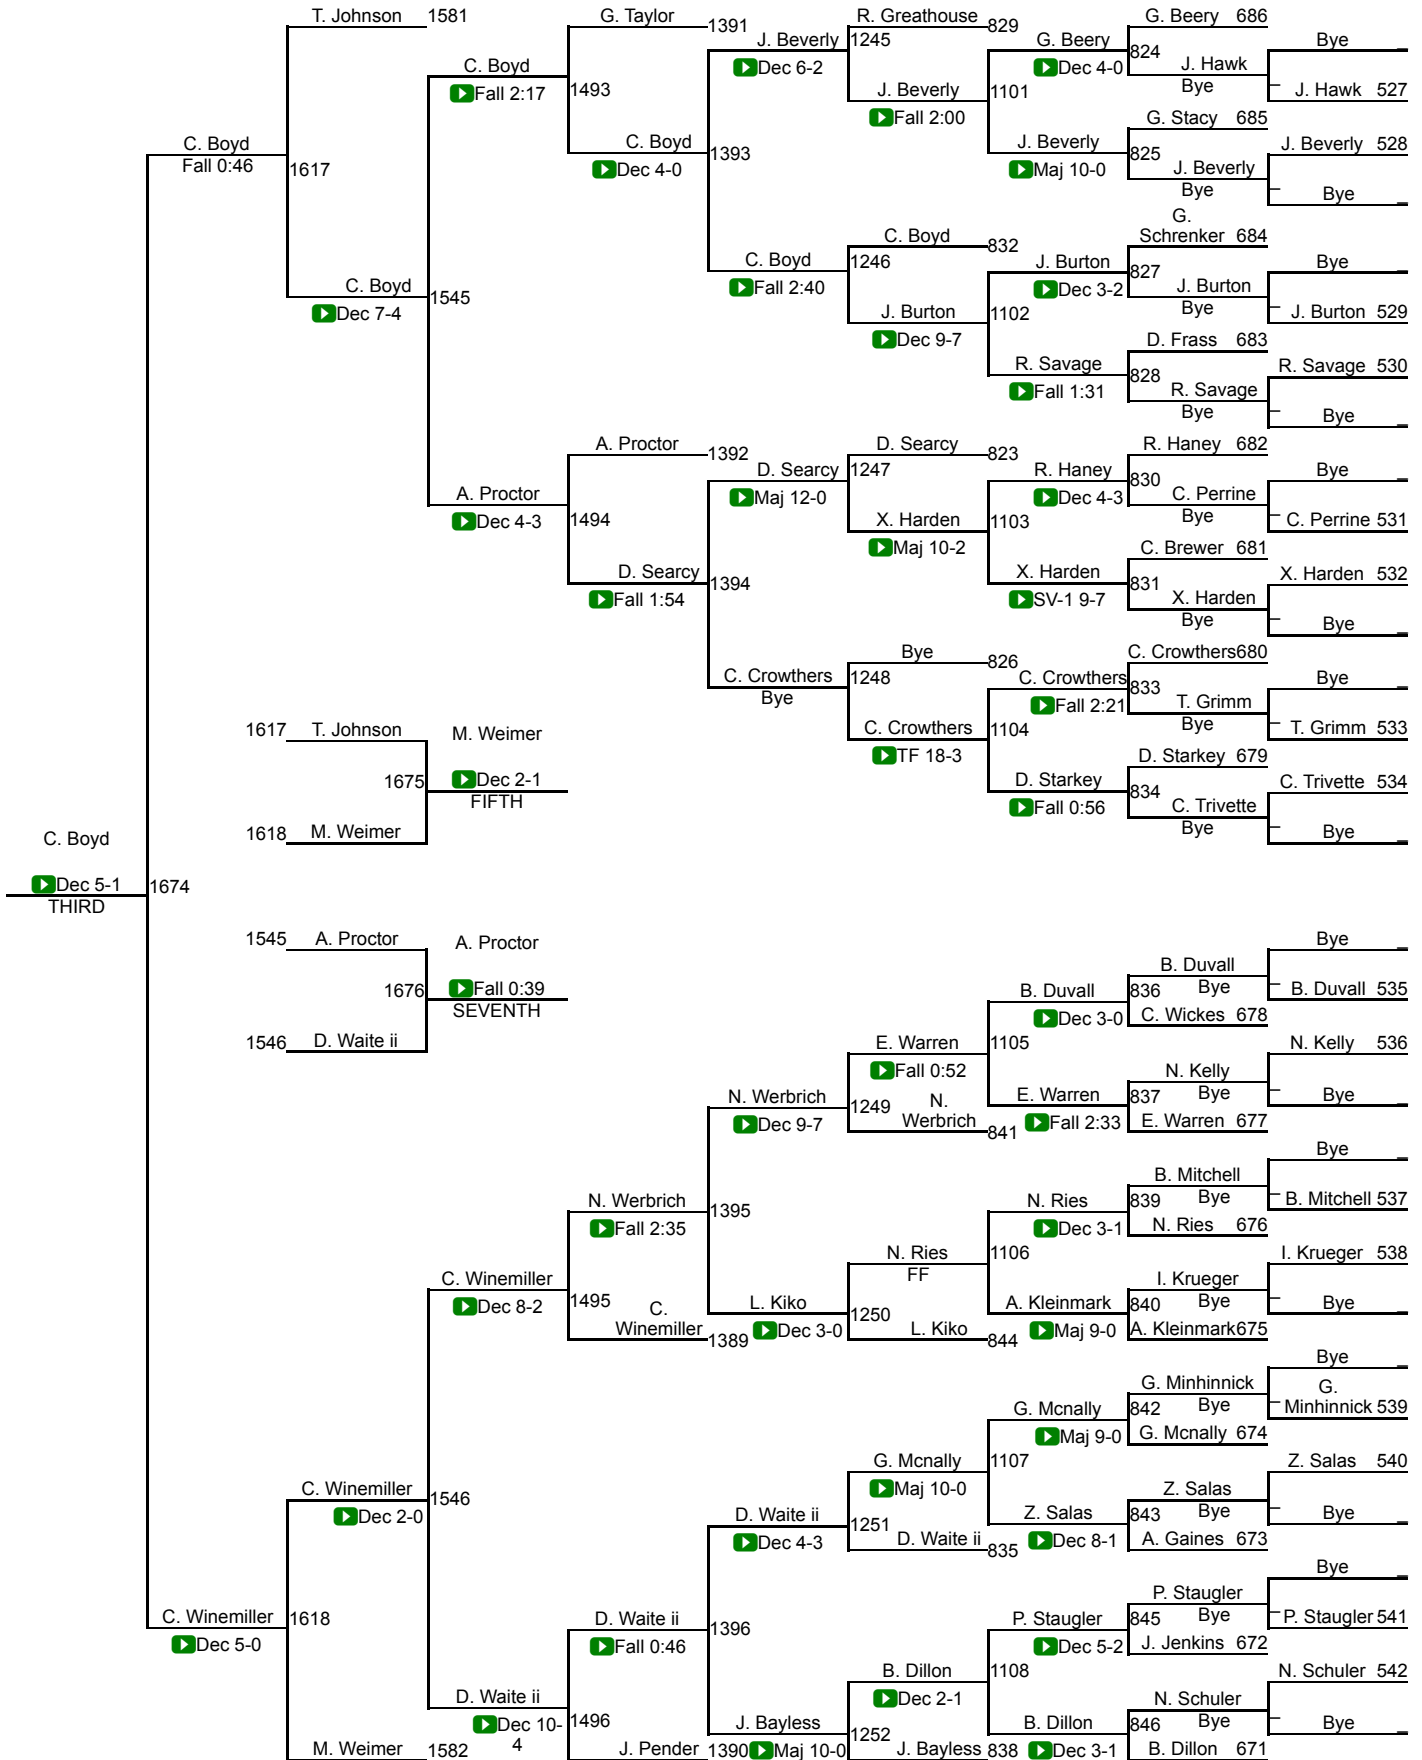 T. Johnson 1581
G. Taylor 1391
R. Greathouse 829
G. Beery 686
Bye
J. Beverly 1245
Dec 6-2
G. Beery 824
Dec 4-0
J. Hawk
Bye
J. Hawk 527
C. Boyd
Fall 2:17
1493
J. Beverly 1101
Fall 2:00
G. Stacy 685
J. Beverly 528
C. Boyd
Fall 0:46
1617
C. Boyd 1393
Dec 4-0
J. Beverly 825
Maj 10-0
J. Beverly
Bye
Bye
C. Boyd 832
G.
Schrenker 684
C. Boyd 1246
Fall 2:40
J. Burton 827
Dec 3-2
J. Burton
Bye
Bye
J. Burton 529
C. Boyd 1545
Dec 7-4
J. Burton 1102
Dec 9-7
D. Frass 683
R. Savage 530
R. Savage 828
Fall 1:31
R. Savage
Bye
Bye
A. Proctor 1392
D. Searcy 823
R. Haney 682
Bye
D. Searcy 1247
Maj 12-0
R. Haney 830
Dec 4-3
C. Perrine
Bye
C. Perrine 531
A. Proctor
Dec 4-3
1494
X. Harden 1103
Maj 10-2
C. Brewer 681
X. Harden 532
D. Searcy 1394
Fall 1:54
X. Harden 831
SV-1 9-7
X. Harden
Bye
Bye
Bye 826
C. Crowthers 680
C. Crowthers
Bye
1248
C. Crowthers 833
Fall 2:21
T. Grimm
Bye
Bye
T. Grimm 533
1617 T. Johnson
M. Weimer
C. Crowthers 1104
TF 18-3
D. Starkey 679
C. Trivette 534
1675
Dec 2-1
FIFTH
D. Starkey 834
Fall 0:56
C. Trivette
Bye
Bye
1618 M. Weimer
C. Boyd
Dec 5-1
THIRD
1674
1545 A. Proctor
A. Proctor
Bye
1676
Fall 0:39
SEVENTH
B. Duvall 836
Dec 3-0
B. Duvall
Bye
C. Wickes 678
B. Duvall 535
1546 D. Waite ii
E. Warren 1105
Fall 0:52
N. Kelly 536
N. Werbrich 1249
Dec 9-7
N.
Werbrich 841
E. Warren 837
Fall 2:33
N. Kelly
Bye
E. Warren 677
Bye
Bye
N. Werbrich 1395
Fall 2:35
N. Ries 839
Dec 3-1
B. Mitchell
Bye
N. Ries 676
B. Mitchell 537
N. Ries 1106
FF
I. Krueger 538
C. Winemiller
Dec 8-2
1495
C.
Winemiller 1389
L. Kiko 1250
Dec 3-0
L. Kiko 844
A. Kleinmark 840
Maj 9-0
I. Krueger
Bye
A. Kleinmark 675
Bye
Bye
G. Mcnally 842
Maj 9-0
G. Minhinnick
Bye
G. Mcnally 674
G.
Minhinnick 539
G. Mcnally 1107
Maj 10-0
Z. Salas 540
C. Winemiller 1546
Dec 2-0
D. Waite ii 1251
Dec 4-3
D. Waite ii 835
Z. Salas 843
Dec 8-1
Z. Salas
Bye
A. Gaines 673
Bye
Bye
C. Winemiller 1618
Dec 5-0
D. Waite ii 1396
Fall 0:46
P. Staugler 845
Dec 5-2
P. Staugler
Bye
J. Jenkins 672
P. Staugler 541
B. Dillon 1108
Dec 2-1
N. Schuler 542
D. Waite ii
Dec 10-
4
1496
J. Bayless 1252
Maj 10-0
B. Dillon 846
Dec 3-1
N. Schuler
Bye
Bye
M. Weimer 1582
J. Pender 1390
J. Bayless 838
B. Dillon 671